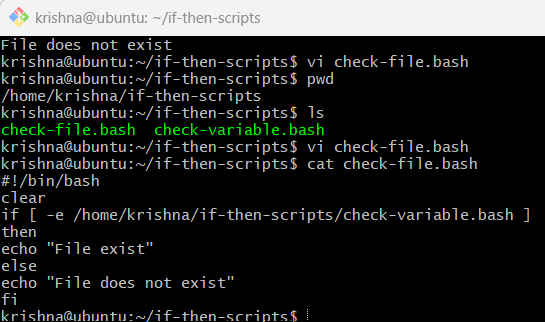 krishna@ubuntu: ~/if-then-scripts
File does not exist
krishna@ubuntu:~/if-then-scripts$ vi check-file.bash
krishna@ubuntu:~/if-then-scripts$ pwd
/home/krishna/if-then-scripts
krishna@ubuntu:~/if-then-scripts$ ls
check-file.bash  check-variable.bash
krishna@ubuntu:~/if-then-scripts$ vi check-file.bash
krishna@ubuntu:~/if-then-scripts$ cat check-file.bash
#!/bin/bash
clear
if [ -e /home/krishna/if-then-scripts/check-variable.bash ]
then
echo "File exist"
else
echo "File does not exist"
fi
krishna@ubuntu:~/if-then-scripts$